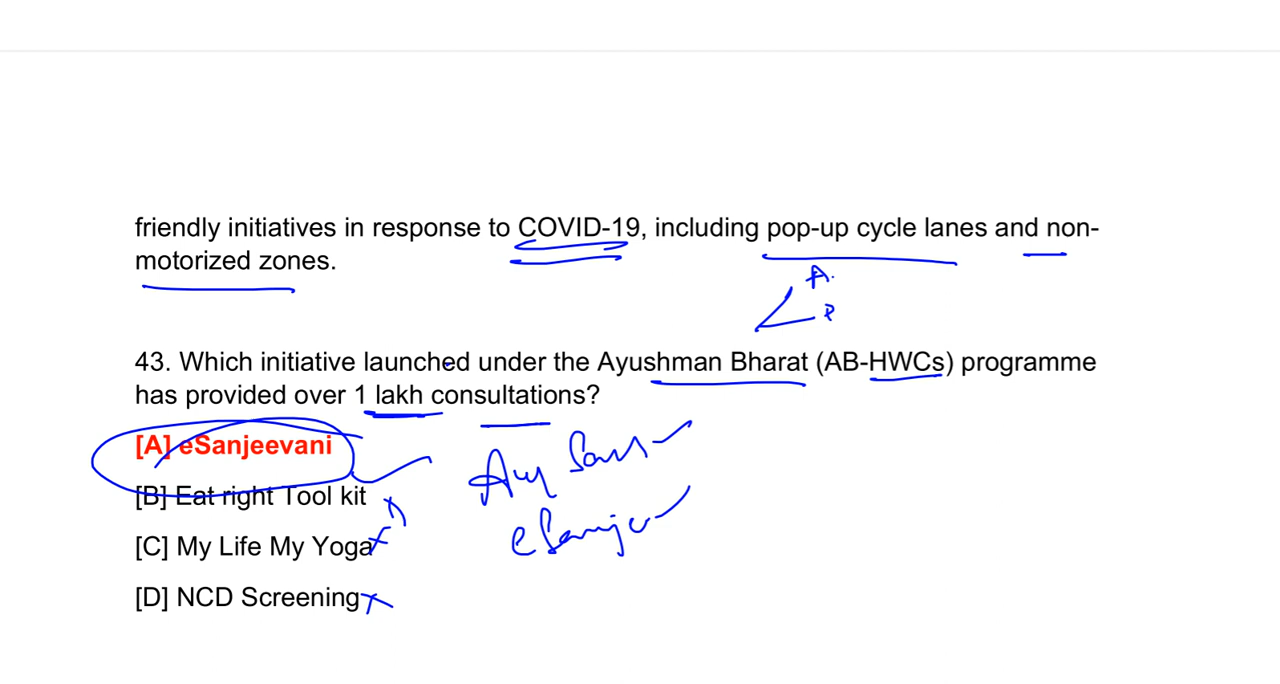 friendly initiatives in response to COVID-19, including pop-up cycle lanes and non-
motorized zones.
A.
43. Which initiative launched under the Ayushman Bharat (AB-HWCs) programme
has provided over 1 lakh consultations?
[A] eSanjeevani
[B] Eat right Tool kit
[C] My Life My Yoga
[D] NCD Screening